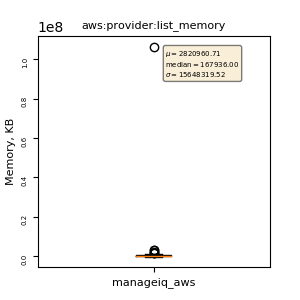 aws:provider:list_memory
1e8
μ = 2820960.71
median = 167936.00
σ = 15648319.52
1.0
0.8
0.6
0.4
0.2
0.0
Memory, KB
manageiq_aws